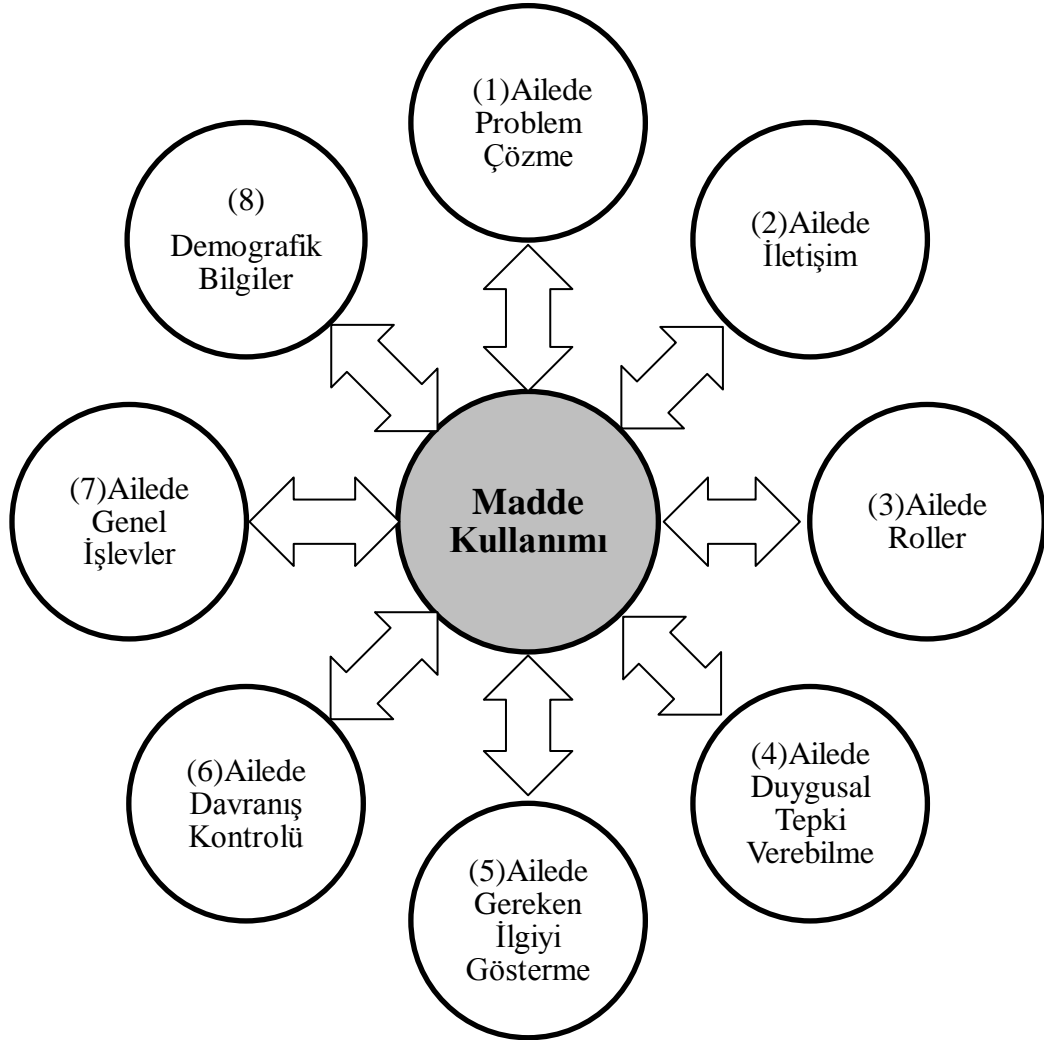 (1)Ailede
Problem
Çözme
(2)Ailede
İletişim
(3)Ailede
Roller
(4)Ailede
Duygusal
Tepki
Verebilme
(5)Ailede
Gereken
İlgiyi
Gösterme
(6)Ailede
Davranış
Kontrolü
(7)Ailede
Genel
İşlevler
(8)
Demografik
Bilgiler
Madde
Kullanımı